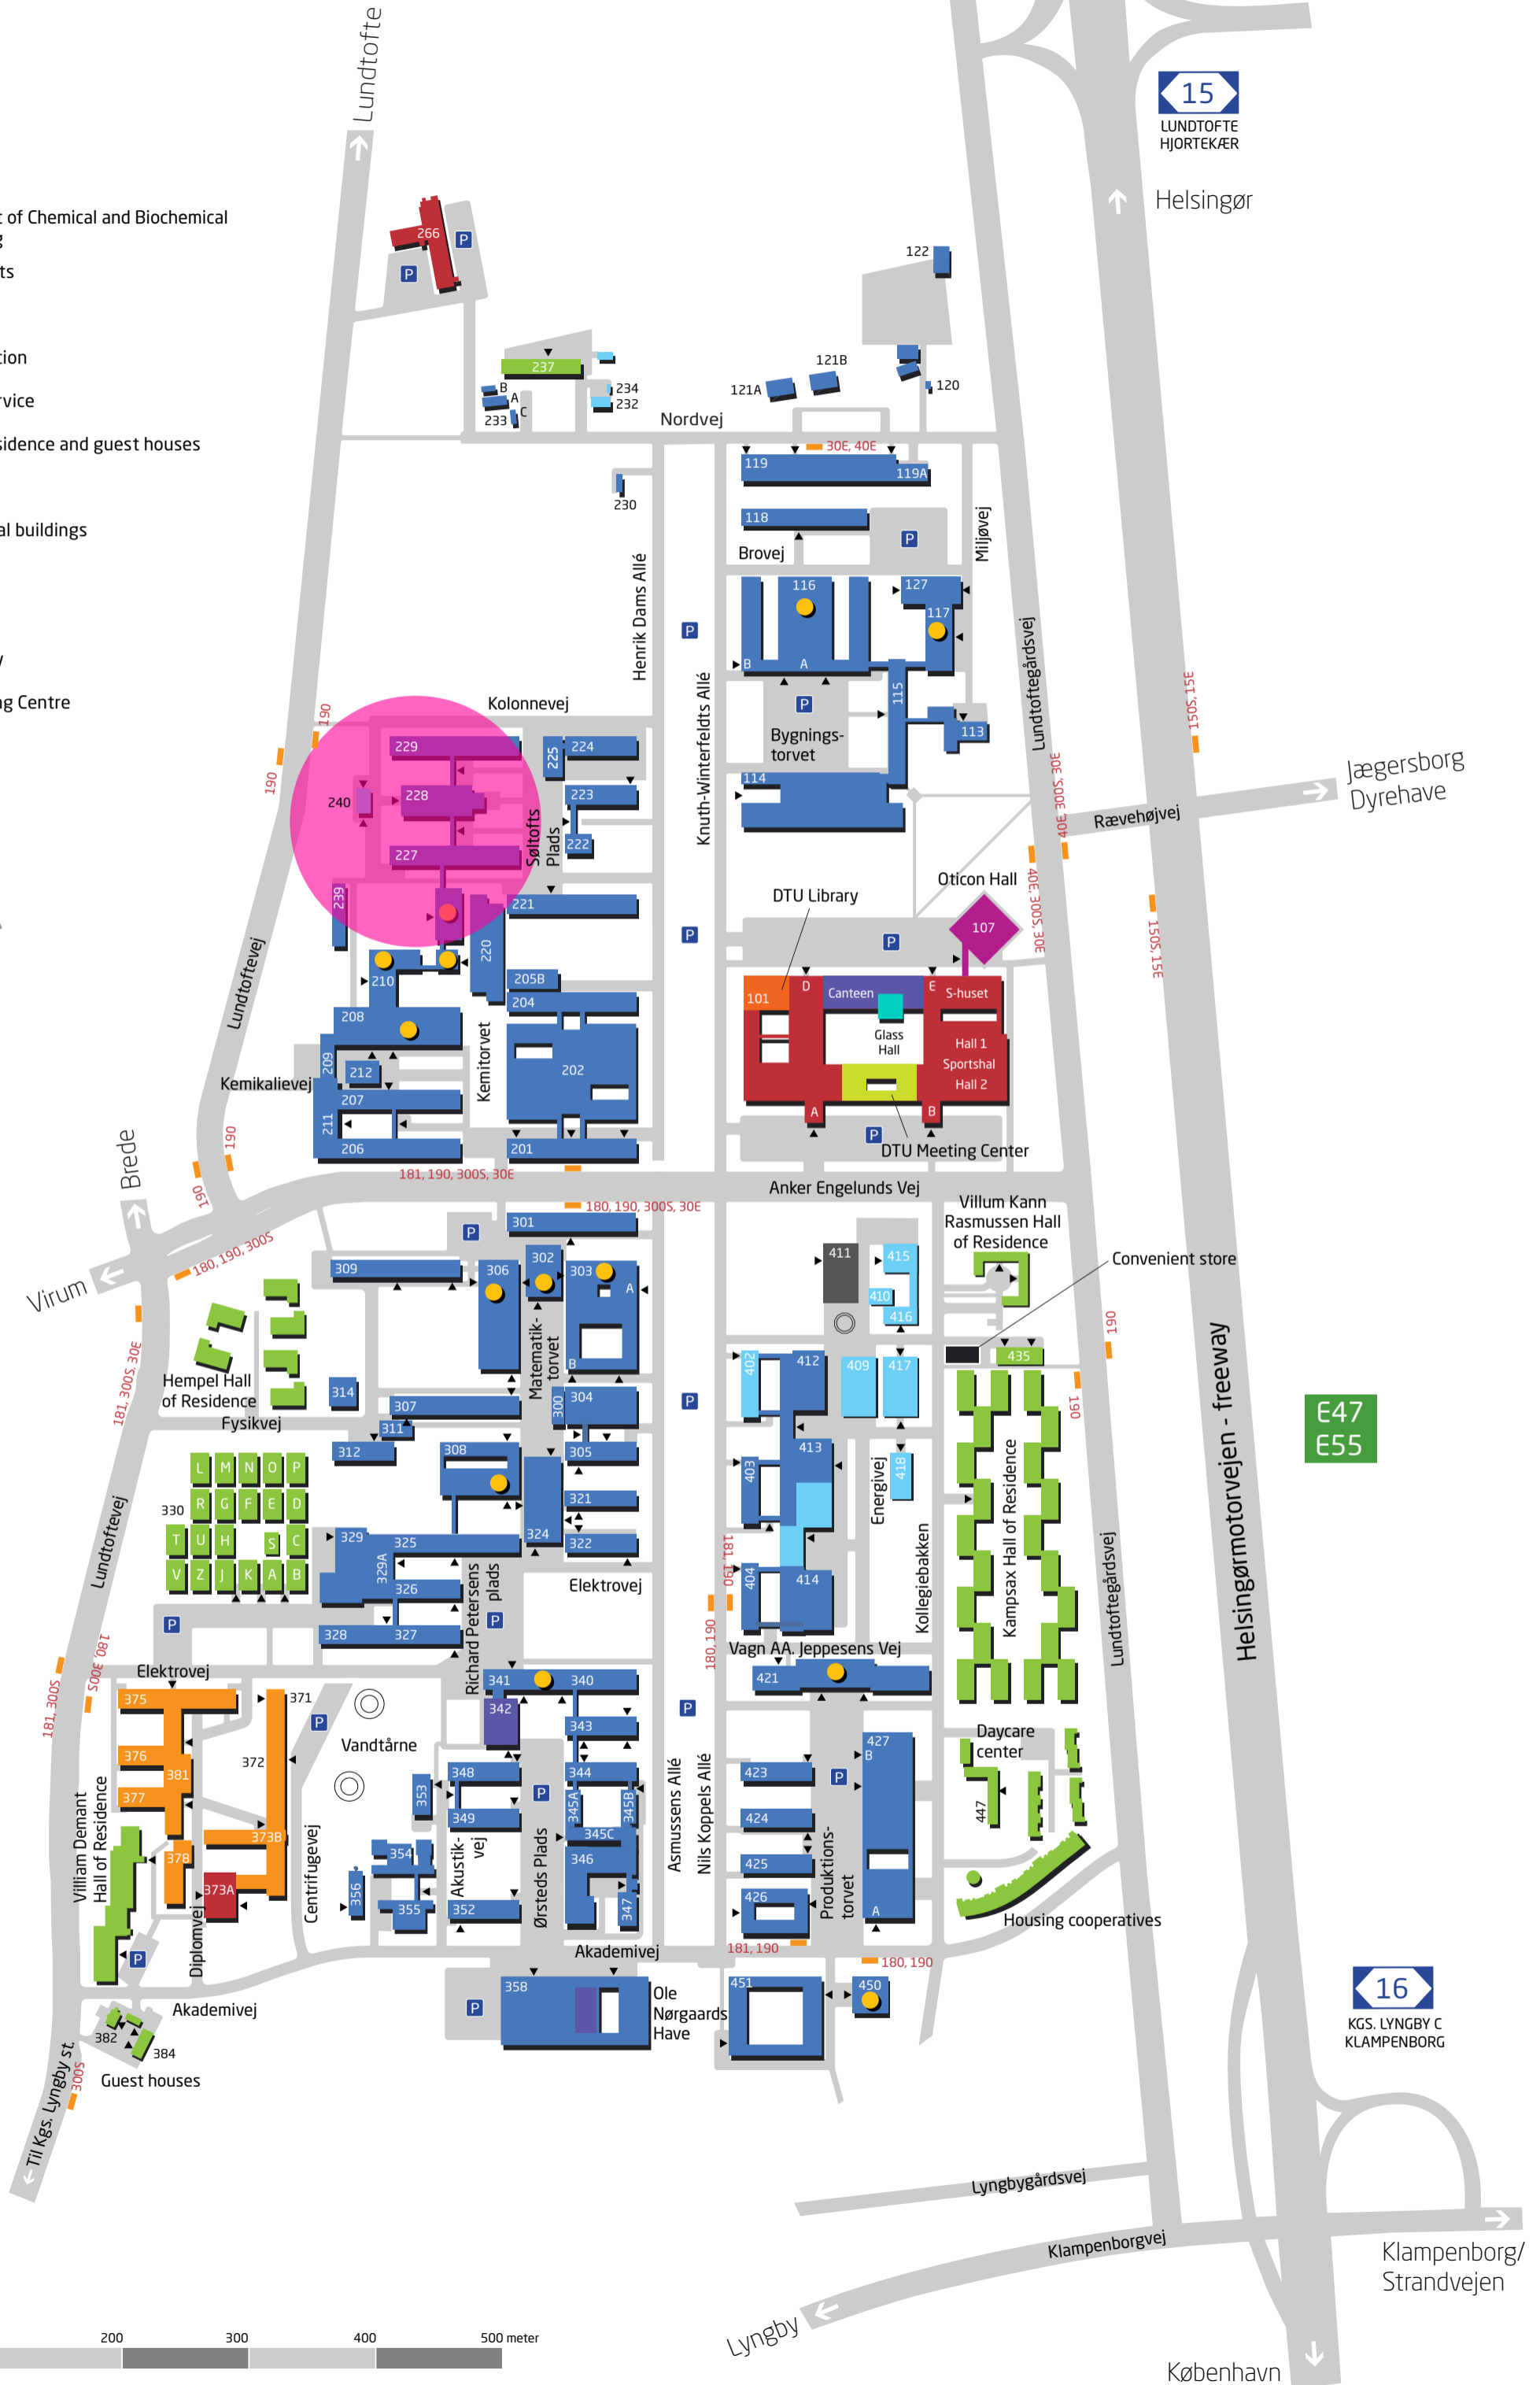 Lundtofte
15
LUNDTOFTE
HJORTEKÆR
Helsingør
of Chemical and Biochemical
g
ts
tion
rvice
sidence and guest houses
al buildings
y
ng Centre
266
P
P
122
237
B
A
C
233
234
232
121A
121B
120
Nordvej
30E, 40E
119
119A
230
118
P
Brovej
Miljøvej
Henrik Dams Allé
P
116
127
117
B
A
115
P
113
Bygnings-
torvet
114
Knuth-Winterfeldts Allé
Lundtoftegårdsvej
150S, 15E
190
190
Kolonnevej
229
225
224
240
228
223
222
227
Søltofts
Plads
30E, 300S, 40E
Rævehøjvej
Jægersborg
Dyrehave
40E, 300S, 30E
150S, 15E
239
221
220
P
DTU Library
Oticon Hall
107
P
210
205B
204
208
209
212
Kemikalievej
207
211
206
Kemitorvet
202
201
Lundtoftevej
101
D
Canteen
E
S-huset
Glass
Hall
Hall 1
Sportshal
Hall 2
A
B
P
DTU Meeting Center
Brede
190
190
181, 190, 300S, 30E
Anker Engelunds Vej
180, 190, 300S, 30E
180, 190, 300S
Virum
P
301
309
306
302
303
A
B
Matematik-
torvet
Villum Kann
Rasmussen Hall
of Residence
Convenient store
411
415
410
416
435
190
190
181, 300S, 30E
Hempel Hall
of Residence
Fysikvej
314
307
311
312
308
300
304
305
321
322
324
P
402
412
409
417
413
403
418
Energivej
404
414
Kollegiebakken
Kampsax Hall of Residence
Lundtoftegårdsvej
Helsingørmotorvejen - freeway
E47
E55
L M N O P
330
R G F E D
T U H S C
V Z J K A B
329
329A
325
326
328
327
Elektrovej
Richard Petersens
plads
P
P
Lundtoftevej
181, 190
180, 190
Vagn AA. Jeppesens Vej
421
180, 300S
181, 300S
Elektrovej
375
371
376
381
372
377
373B
378
373A
P
Vandtårne
341
340
342
343
348
344
353
349
345A
345B
345C
354
346
356
355
352
347
P
P
Akustik-
vej
Ørsteds Plads
Asmussens Allé
Nils Koppels Allé
423
424
425
426
P
427
B
A
Produktions-
torvet
Daycare
center
447
Housing cooperatives
Villiam Demant
Hall of Residence
Centrifugevej
Diplomvej
P
Akademivej
181, 190
180, 190
358
P
Ole
Nørgaards
Have
451
450
Akademivej
382
384
Guest houses
300S
Til Kgs. Lyngby st.
16
KGS. LYNGBY C
KLAMPENBORG
Lyngbygårdsvej
Klampenborgvej
Klampenborg/
Strandvejen
Lyngby
København
200 300 400 500 meter